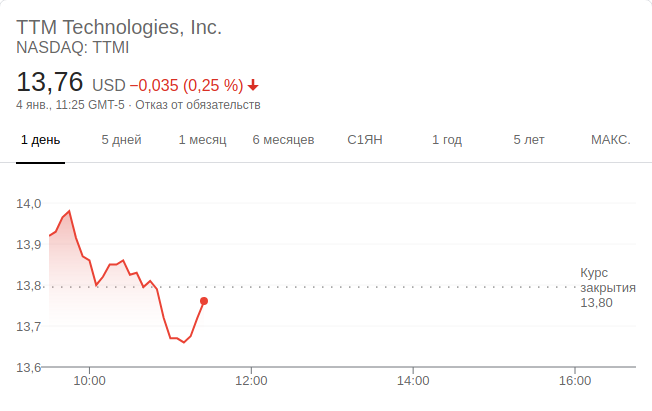 TTM Technologies, Inc.
NASDAQ: TTMI
13,76 USD −0,035 (0,25 %)
4 янв., 11:25 GMT-5 · Отказ от обязательств
1 день 5 дней 1 месяц 6 месяцев С1ЯН 1 год 5 лет МАКС.
14,0
13,9
13,8
13,7
13,6
Курс
закрытия
13,80
10:00 12:00 14:00 16:00